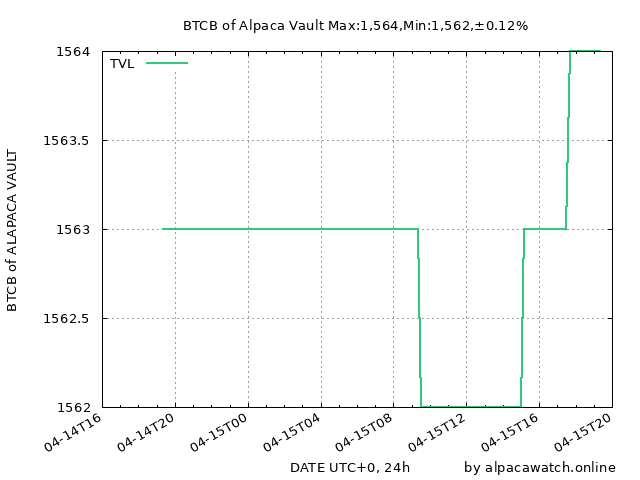 BTCB of Alpaca Vault Max:1,564,Min:1,562,±0.12%
TVL
1564
1563.5
1563
1562.5
1562
BTCB of ALAPACA VAULT
04-14T16 04-14T20 04-15T00 04-15T04 04-15T08 04-15T12 04-15T16 04-15T20
DATE UTC+0, 24h by alpacawatch.online